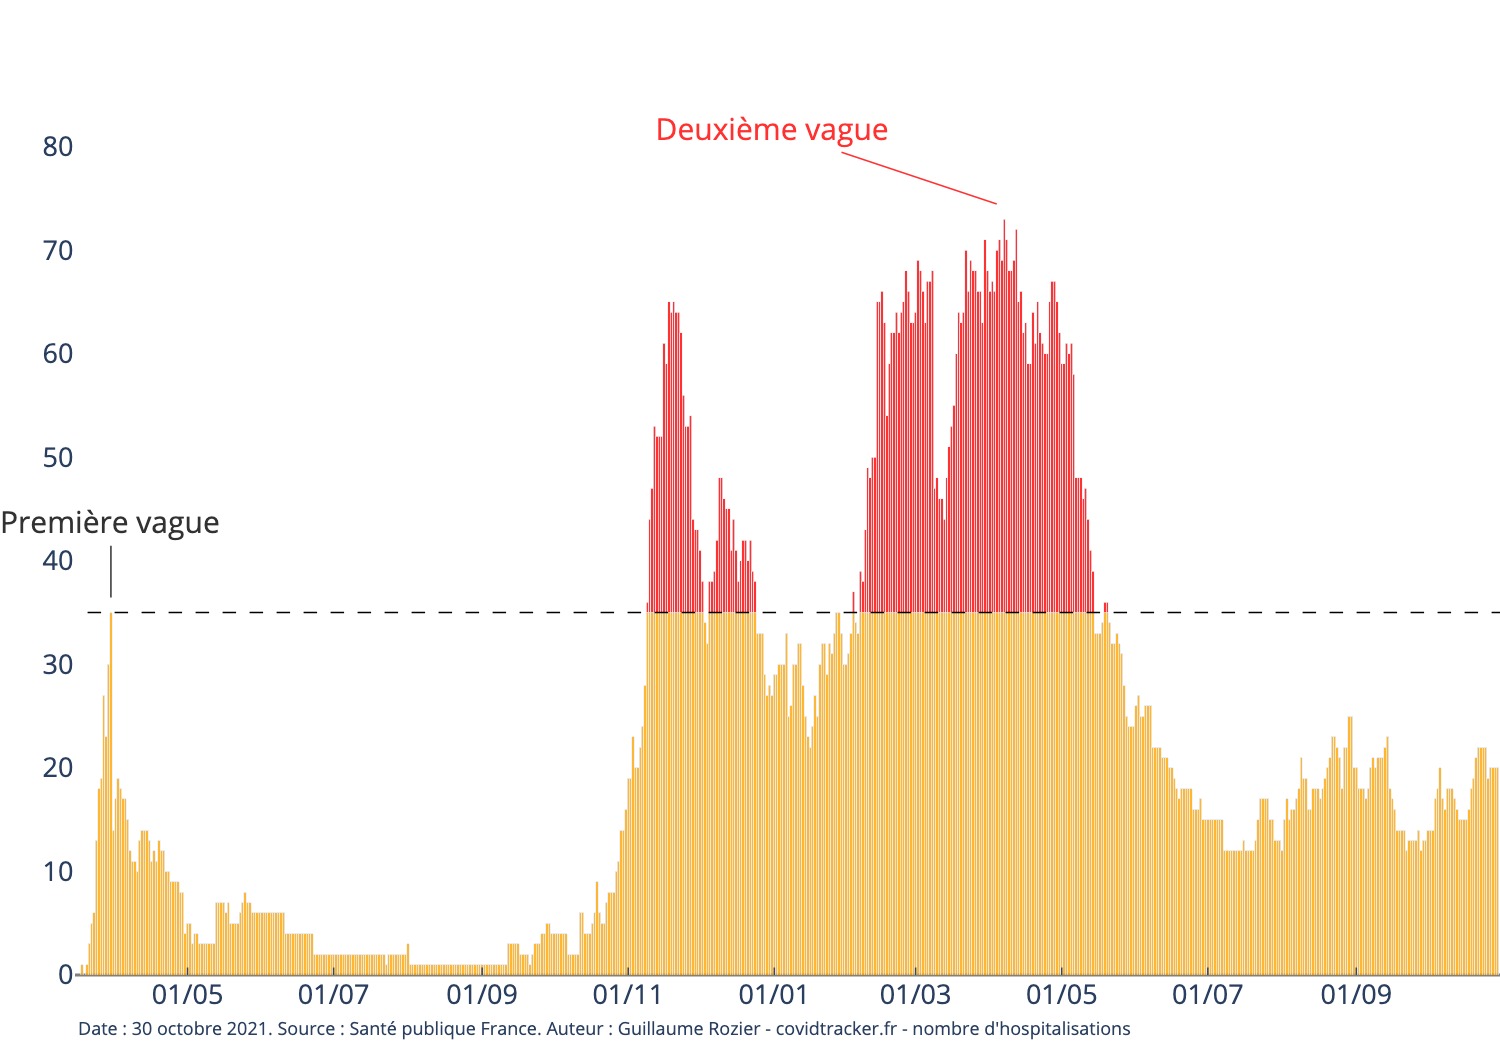 Deuxième vague
80
70
60
50
Première vague
40
30
20
10
0
01/05 01/07 01/09 01/11 01/01 01/03 01/05 01/07 01/09
Date : 30 octobre 2021. Source : Santé publique France. Auteur : Guillaume Rozier - covidtracker.fr - nombre d'hospitalisations